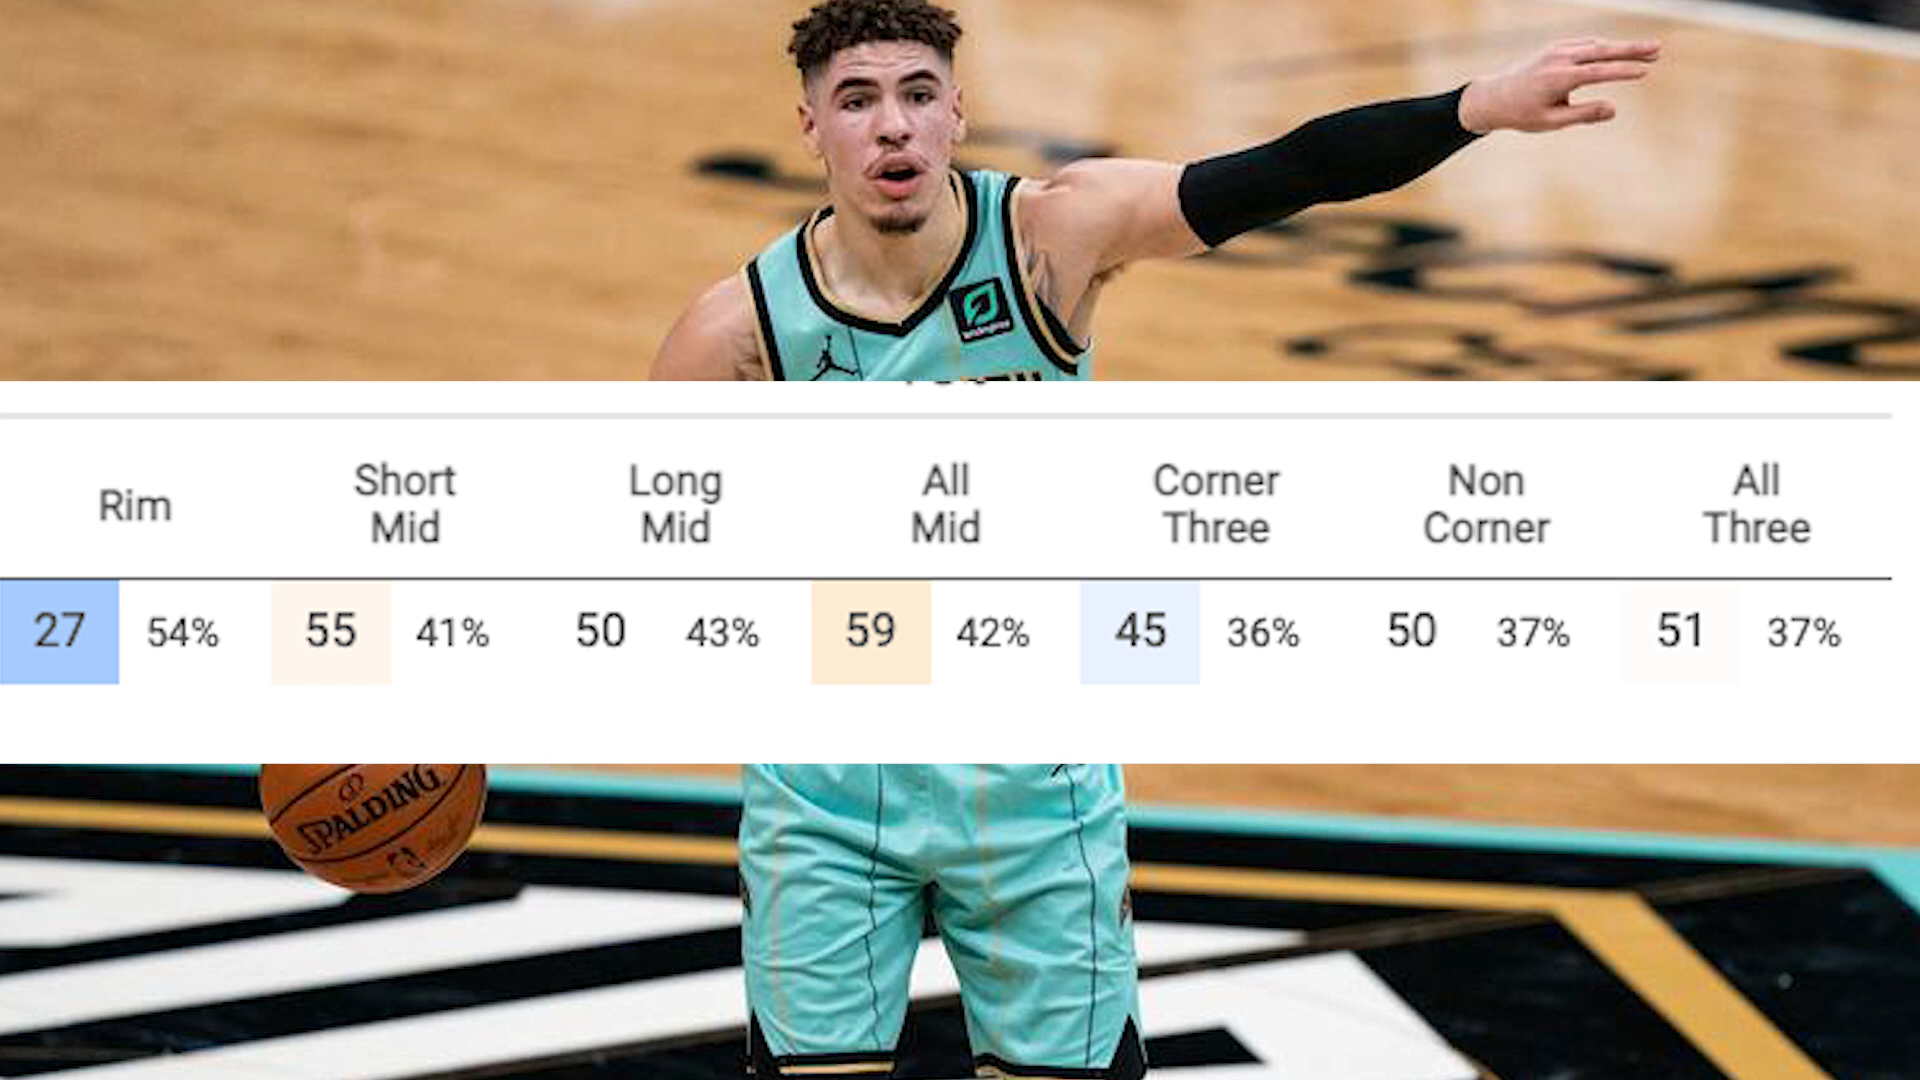 Rim
Short Mid
Long Mid
All Mid
Corner Three
Non Corner
All Three
27 54% 55 41% 50 43% 59 42% 45 36% 50 37% 51 37%
SPALDING